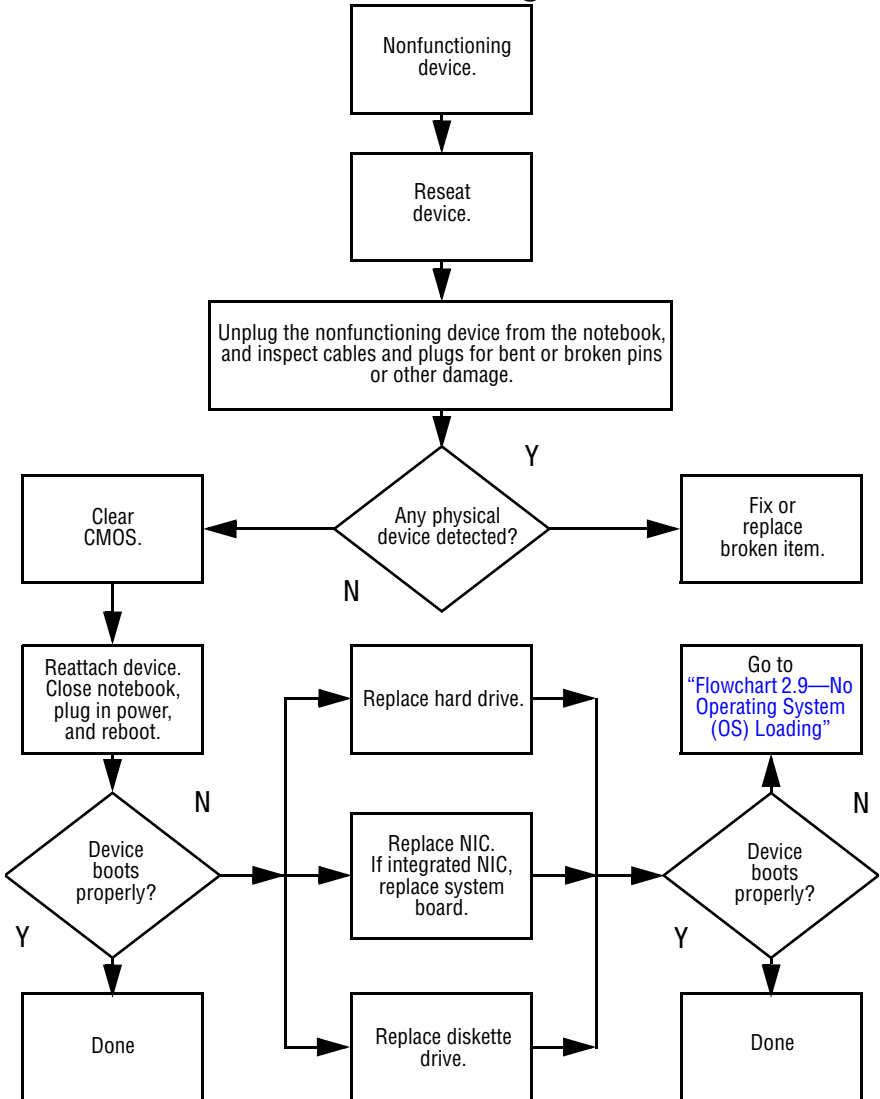 Nonfunctioning
device.
Reseat
device.
Unplug the nonfunctioning device from the notebook,
and inspect cables and plugs for bent or broken pins
or other damage.
Y
Clear
CMOS.
Any physical
device detected?
Fix or
replace
broken item.
N
Reattach device.
Close notebook,
plug in power,
and reboot.
Replace hard drive.
Go to
“Flowchart 2.9—No
Operating System
(OS) Loading”
N
N
Device
boots
properly?
Replace NIC.
If integrated NIC,
replace system
board.
Device
boots
properly?
Y
Y
Done
Replace diskette
drive.
Done